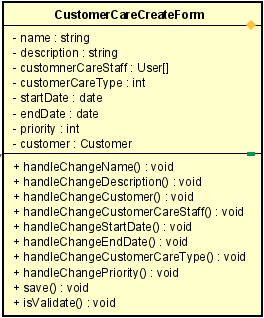 CustomerCareCreateForm
- name : string
- description : string
- customnerCareStaff : User[]
- customerCareType : int
- startDate : date
- endDate : date
- priority : int
- customer : Customer
+ handleChangeName() : void
+ handleChangeDescription() : void
+ handleChangeCustomer() : void
+ handleChangeCustomerCareStaff() : void
+ handleChangeStartDate() : void
+ handleChangeEndDate() : void
+ handleChangeCustomerCareType() : void
+ handleChangePriority() : void
+ save() : void
+ isValidate() : void